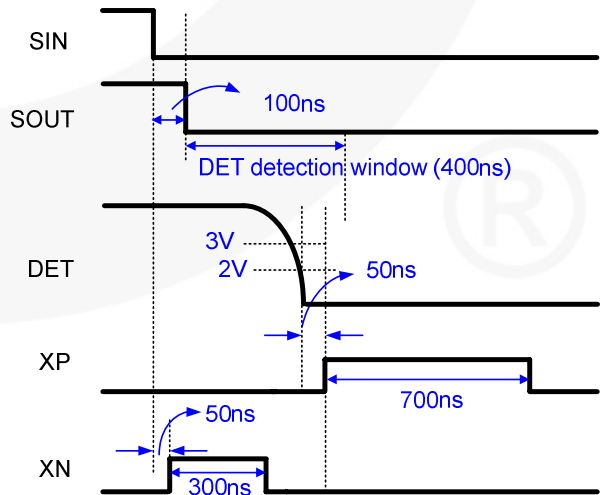 SIN
100ns
SOUT
DET detection window (400ns)
3V
DET
2V
50ns
XP
700ns
50ns
XN
300ns
®